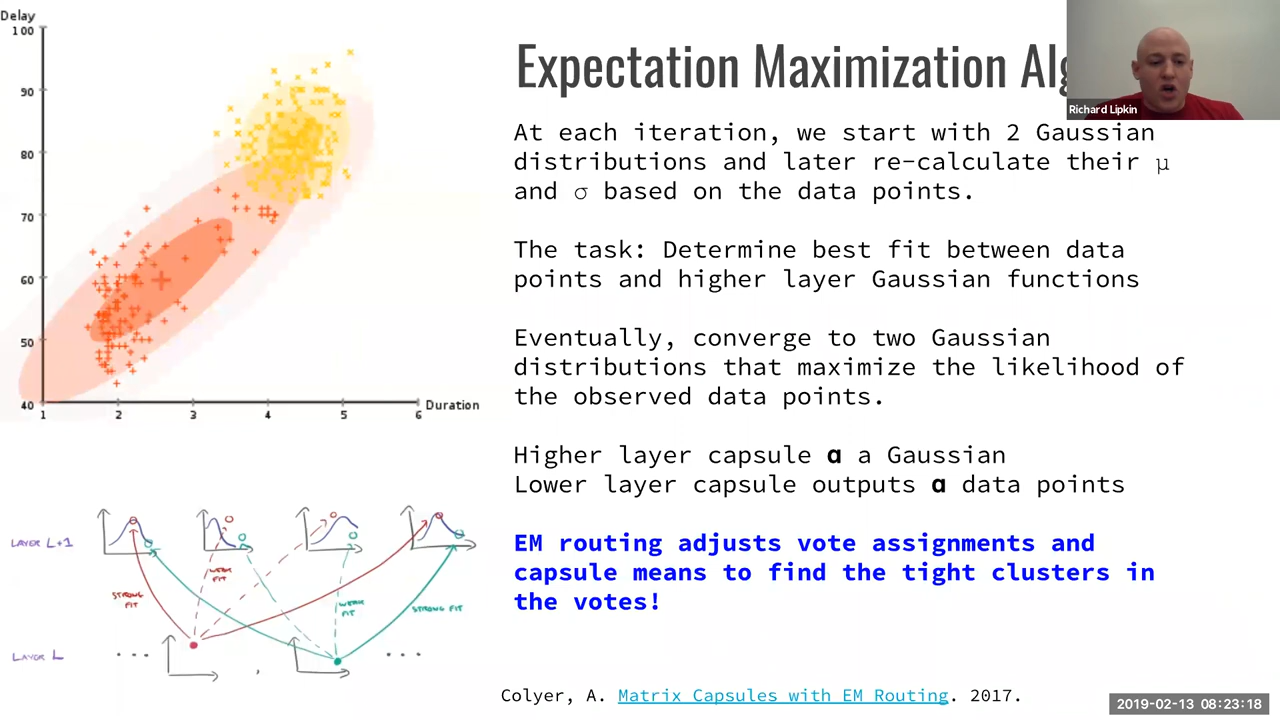 Delay
100
90
80
70
60
50
40
1 2 3 4 5 6
Duration
Expectation Maximization Alg
Richard Lipkin
At each iteration, we start with 2 Gaussian
distributions and later re-calculate their μ
and σ based on the data points.
The task: Determine best fit between data
points and higher layer Gaussian functions
Eventually, converge to two Gaussian
distributions that maximize the likelihood of
the observed data points.
Higher layer capsule ɑ a Gaussian
Lower layer capsule outputs ɑ data points
EM routing adjusts vote assignments and
capsule means to find the tight clusters in
the votes!
LAYER L+1
WEAK
FIT
STRONG
FIT
WEAK
FIT
STRONG FIT
LAYER L
Colyer, A. Matrix Capsules with EM Routing. 2017.
2019-02-13 08:23:18